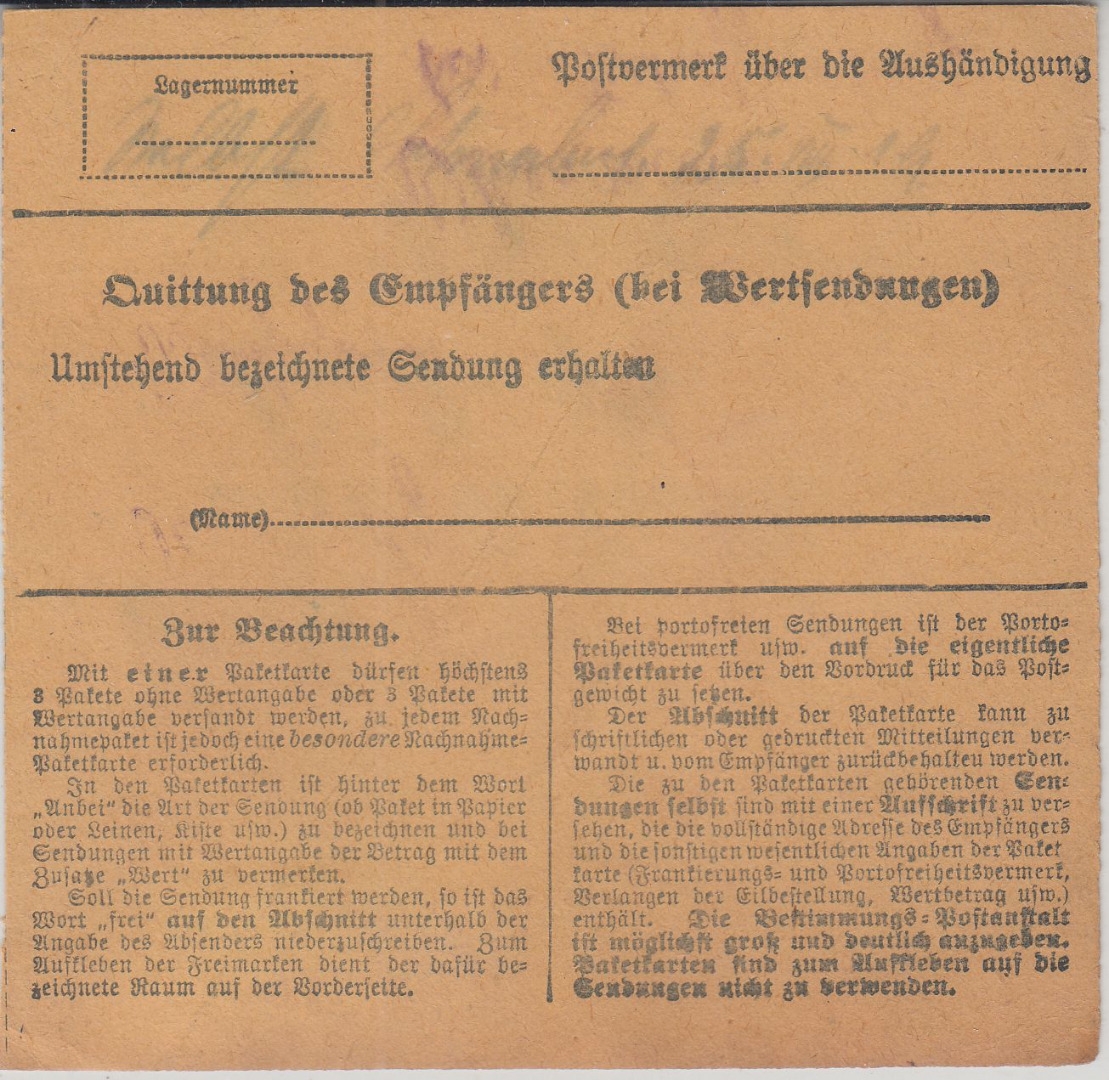 Lagernummer
Postvermerk über die Aushändigung
Quittung des Empfängers (bei Wertsendungen)
Umstehend bezeichnete Sendung erhalten
(Name)
Zur Beachtung.
Mit einer Paketkarte dürfen höchstens
3 Pakete ohne Wertangabe oder 3 Pakete mit
Wertangabe versandt werden, zu jedem Nach-
nahmepaket ist jedoch eine besondere Nachnahme-
Paketkarte erforderlich.
In den Paketkarten ist hinter dem Wort
„Anbei“ die Art der Sendung (ob Paket in Papier
oder Leinen, Kiste usw.) zu bezeichnen und bei
Sendungen mit Wertangabe der Betrag mit dem
Zusatze „Wert“ zu vermerken.
Soll die Sendung frankiert werden, so ist das
Wort „frei“ auf den Abschnitt unterhalb der
Angabe des Absenders niederzuschreiben. Zum
Aufkleben der Freimarken dient der dafür be-
zeichnete Raum auf der Vorderseite.
Bei portofreien Sendungen ist der Porto-
freiheitsvermerk usw. auf die eigentliche
Paketkarte über den Vordruck für das Post-
gewicht zu setzen.
Der Abschnitt der Paketkarte kann zu
schriftlichen oder gedruckten Mitteilungen ver-
wandt u. vom Empfänger zurückbehalten werden.
Die zu den Paketkarten gehörenden Sen-
dungen selbst sind mit einer Aufschrift zu ver-
sehen, die die vollständige Adresse des Empfängers
und die sonstigen wesentlichen Angaben der Paket
karte (Frankierungs- und Portofreiheitsvermerk,
Verlangen der Eilbestellung, Wertbetrag usw.)
enthält. Die Bestimmungs-Postanstalt
ist möglichst groß und deutlich anzugeben.
Paketkarten sind zum Aufkleben auf die
Sendungen nicht zu verwenden.